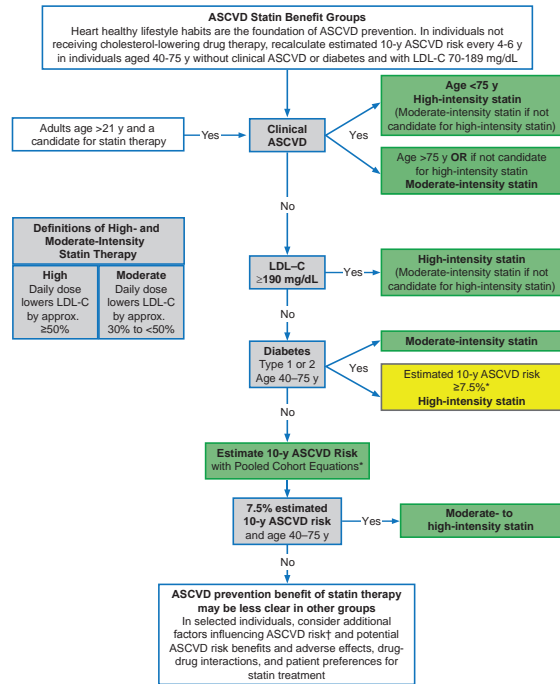 ASCVD Statin Benefit Groups
Heart healthy lifestyle habits are the foundation of ASCVD prevention. In individuals not
receiving cholesterol-lowering drug therapy, recalculate estimated 10-y ASCVD risk every 4-6 y
in individuals aged 40-75 y without clinical ASCVD or diabetes and with LDL-C 70-189 mg/dL
Adults age >21 y and a
candidate for statin therapy
Yes
Clinical
ASCVD
Yes
Age <75 y
High-intensity statin
(Moderate-intensity statin if not
candidate for high-intensity statin)
Age >75 y OR if not candidate
for high-intensity statin
Moderate-intensity statin
No
Definitions of High- and
Moderate-Intensity
Statin Therapy
High
Daily dose
lowers LDL-C
by approx.
≥50%
Moderate
Daily dose
lowers LDL-C
by approx.
30% to <50%
LDL–C
≥190 mg/dL
Yes
High-intensity statin
(Moderate-intensity statin if not
candidate for high-intensity statin)
No
Diabetes
Type 1 or 2
Age 40–75 y
Yes
Moderate-intensity statin
Estimated 10-y ASCVD risk
≥7.5%*
High-intensity statin
No
Estimate 10-y ASCVD Risk
with Pooled Cohort Equations*
7.5% estimated
10-y ASCVD risk
and age 40–75 y
Yes
Moderate- to
high-intensity statin
No
ASCVD prevention benefit of statin therapy
may be less clear in other groups
In selected individuals, consider additional
factors influencing ASCVD risk† and potential
ASCVD risk benefits and adverse effects, drug-
drug interactions, and patient preferences for
statin treatment